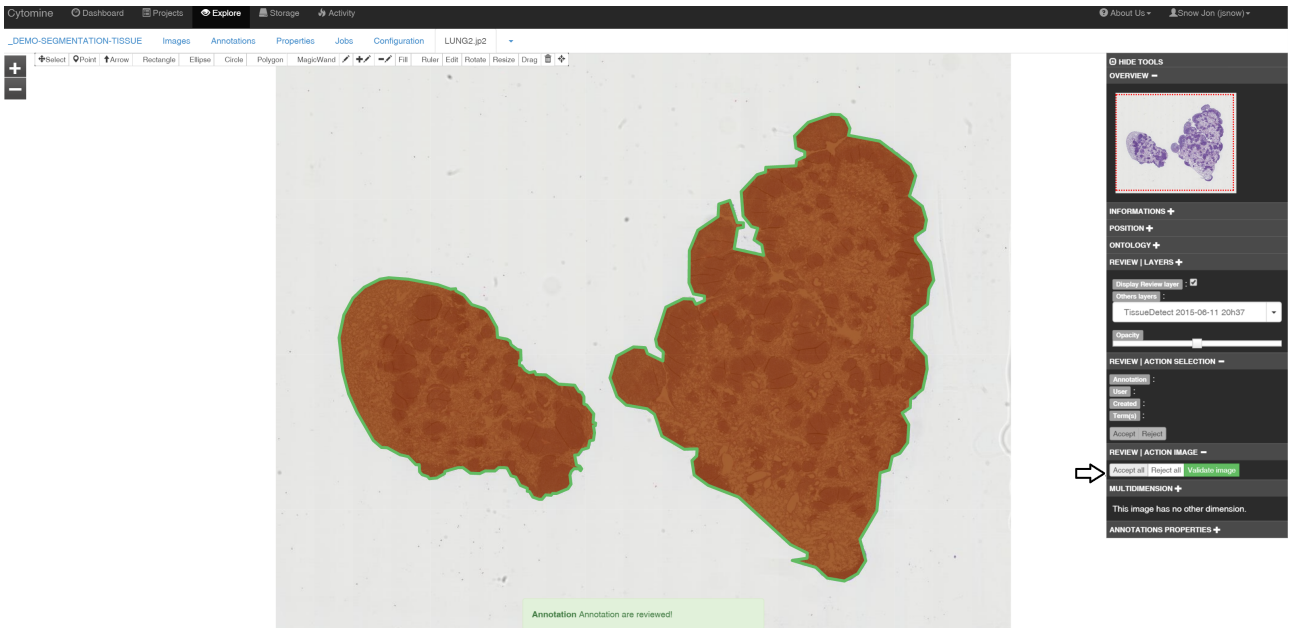 Cytomine Dashboard Projects Explore Storage Activity About Us Snow Jon (jsnow)
_DEMO-SEGMENTATION-TISSUE Images Annotations Properties Jobs Configuration LUNG2.jp2
+ Select Point Arrow Rectangle Ellipse Circle Polygon MagicWand Fill Ruler Edit Rotate Resize Drag
HIDE TOOLS
OVERVIEW −
INFORMATIONS +
POSITION +
ONTOLOGY +
REVIEW | LAYERS +
Display Review layer :
Others layers :
TissueDetect 2015-06-11 20h37
Opacity
REVIEW | ACTION SELECTION −
Annotation :
User :
Created :
Term(s) :
Accept Reject
REVIEW | ACTION IMAGE −
Accept all Reject all Validate image
MULTIDIMENSION +
This image has no other dimension.
ANNOTATIONS PROPERTIES +
Annotation Annotation are reviewed!